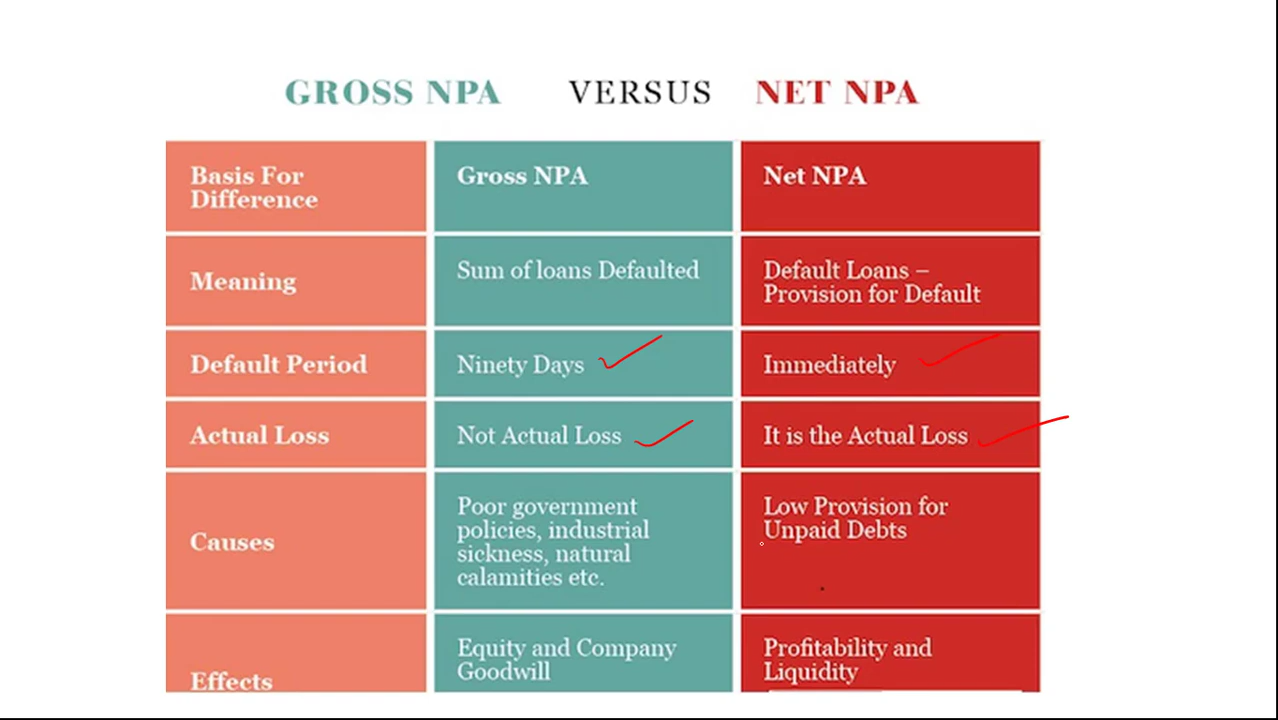 GROSS NPA VERSUS NET NPA
Basis For
Difference
Gross NPA
Net NPA
Meaning
Sum of loans Defaulted
Default Loans –
Provision for Default
Default Period
Ninety Days
Immediately
Actual Loss
Not Actual Loss
It is the Actual Loss
Causes
Poor government
policies, industrial
sickness, natural
calamities etc.
Low Provision for
Unpaid Debts
Effects
Equity and Company
Goodwill
Profitability and
Liquidity